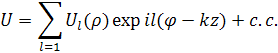 U = ∑_{l=1} U_l(ρ) exp il(φ − kz) + c. c.